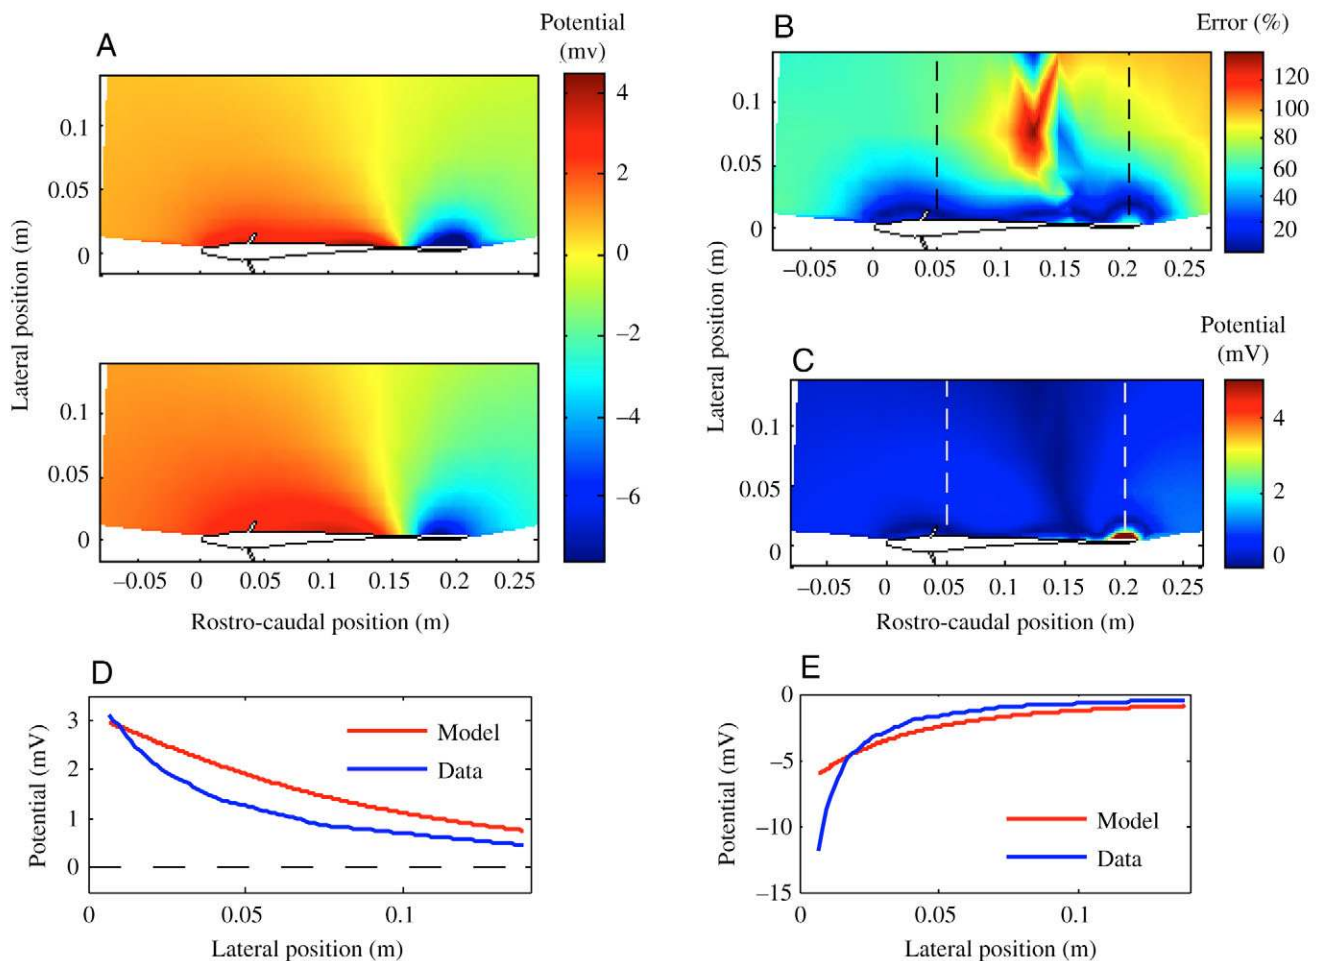 A
Potential
(mv)
4
2
0
−2
−4
−6
Lateral position (m)
0.1
0.05
0
0.1
0.05
0
−0.05 0 0.05 0.1 0.15 0.2 0.25
Rostro-caudal position (m)
B
Error (%)
120
100
80
60
40
20
Lateral position (m)
0.1
0.05
0
−0.05 0 0.05 0.1 0.15 0.2 0.25
C
Potential
(mV)
4
2
0
0.1
0.05
0
−0.05 0 0.05 0.1 0.15 0.2 0.25
Rostro-caudal position (m)
D
Potential (mV)
3
2
1
0
Model
Data
0 0.05 0.1
Lateral position (m)
E
Potential (mV)
0
−5
−10
−15
Model
Data
0 0.05 0.1
Lateral position (m)